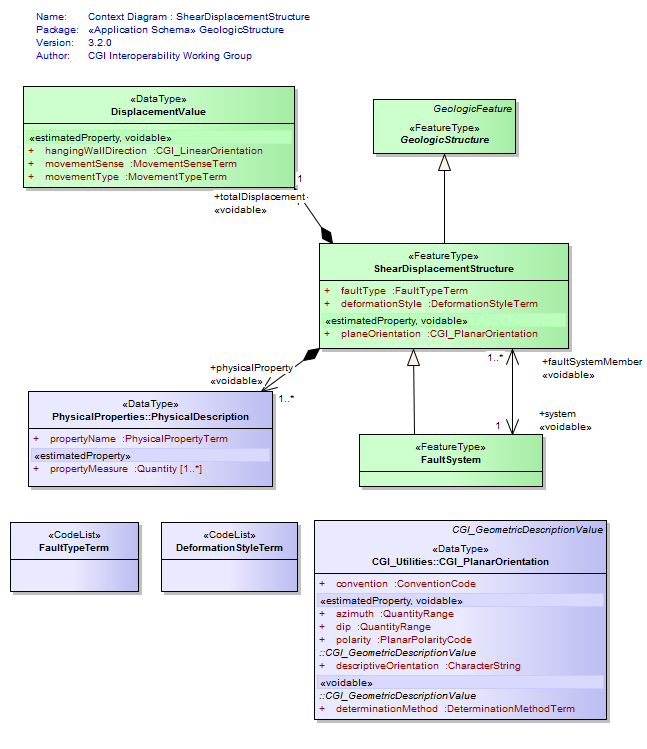 Name: Context Diagram : ShearDisplacementStructure
Package: «Application Schema» GeologicStructure
Version: 3.2.0
Author: CGI Interoperability Working Group
«DataType»
DisplacementValue
«estimatedProperty, voidable»
+ hangingWallDirection :CGI_LinearOrientation
+ movementSense :MovementSenseTerm
+ movementType :MovementTypeTerm
GeologicFeature
«FeatureType»
GeologicStructure
1
+totalDisplacement
«voidable»
«FeatureType»
ShearDisplacementStructure
+ faultType :FaultTypeTerm
+ deformationStyle :DeformationStyleTerm
«estimatedProperty, voidable»
+ planeOrientation :CGI_PlanarOrientation
+physicalProperty
«voidable»
1..*
1..*
+faultSystemMember
«voidable»
+system
1
«voidable»
«DataType»
PhysicalProperties::PhysicalDescription
+ propertyName :PhysicalPropertyTerm
«estimatedProperty»
+ propertyMeasure :Quantity [1..*]
«FeatureType»
FaultSystem
«CodeList»
FaultTypeTerm
«CodeList»
DeformationStyleTerm
CGI_GeometricDescriptionValue
«DataType»
CGI_Utilities::CGI_PlanarOrientation
+ convention :ConventionCode
«estimatedProperty, voidable»
+ azimuth :QuantityRange
+ dip :QuantityRange
+ polarity :PlanarPolarityCode
::CGI_GeometricDescriptionValue
+ descriptiveOrientation :CharacterString
«voidable»
::CGI_GeometricDescriptionValue
+ determinationMethod :DeterminationMethodTerm